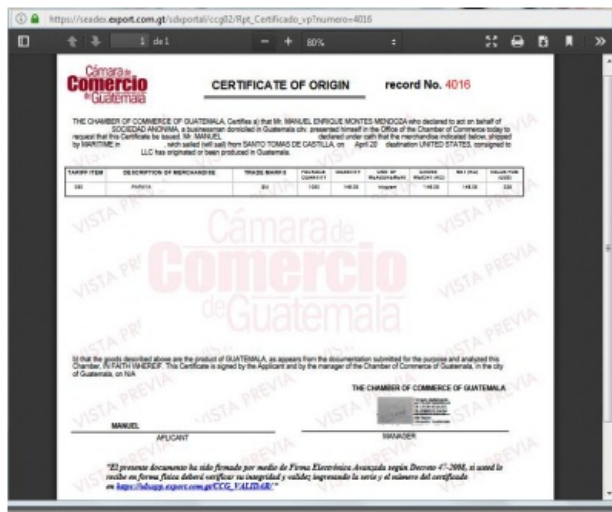 https://seadex.export.com.gt/sdxportal/ccg02/Rpt_Certificado_vp?numero=4016
1 de 1
80%
Cámara de
Comercio
de Guatemala
CERTIFICATE OF ORIGIN record No. 4016
THE CHAMBER OF COMMERCE OF GUATEMALA, Certifies a) that Mr. MANUEL ENRIQUE MONTES MENDOZA who declared to act on behalf of
SOCIEDAD ANONIMA, a businessman domiciled in Guatemala city, presented himself in the Office of the Chamber of Commerce today to
request that this Certificate be issued. Mr. MANUEL declared under oath that the merchandise indicated below, shipped
by MARITIME in , wich sailed (will sail) from SANTO TOMAS DE CASTILLA, on April 20 destination UNITED STATES, consigned to
LLC has originated or been produced in Guatemala.
TARIFF ITEM DESCRIPTION OF MERCHANDISE TRADE MARKS
VISTA PREVIA
Cámara de
Comercio
de Guatemala
b) that the goods described above are the product of GUATEMALA, as appears from the documentation submitted for the purpose and analyzed this
Chamber, IN FAITH WHEREIF. This Certificate is signed by the Applicant and by the manager of the Chamber of Commerce of Guatemala, in the city
of Guatemala, on N/A
THE CHAMBER OF COMMERCE OF GUATEMALA
MANUEL
APLICANT
MANAGER
"El presente documento ha sido firmado por medio de Firma Electrónica Avanzada según Decreto 47-2008, si usted lo
recibe en forma física deberá verificar su integridad y validez ingresando la serie y el número del certificado
en https://sdxapp.export.com.gt/CCG_VALIDAR/"